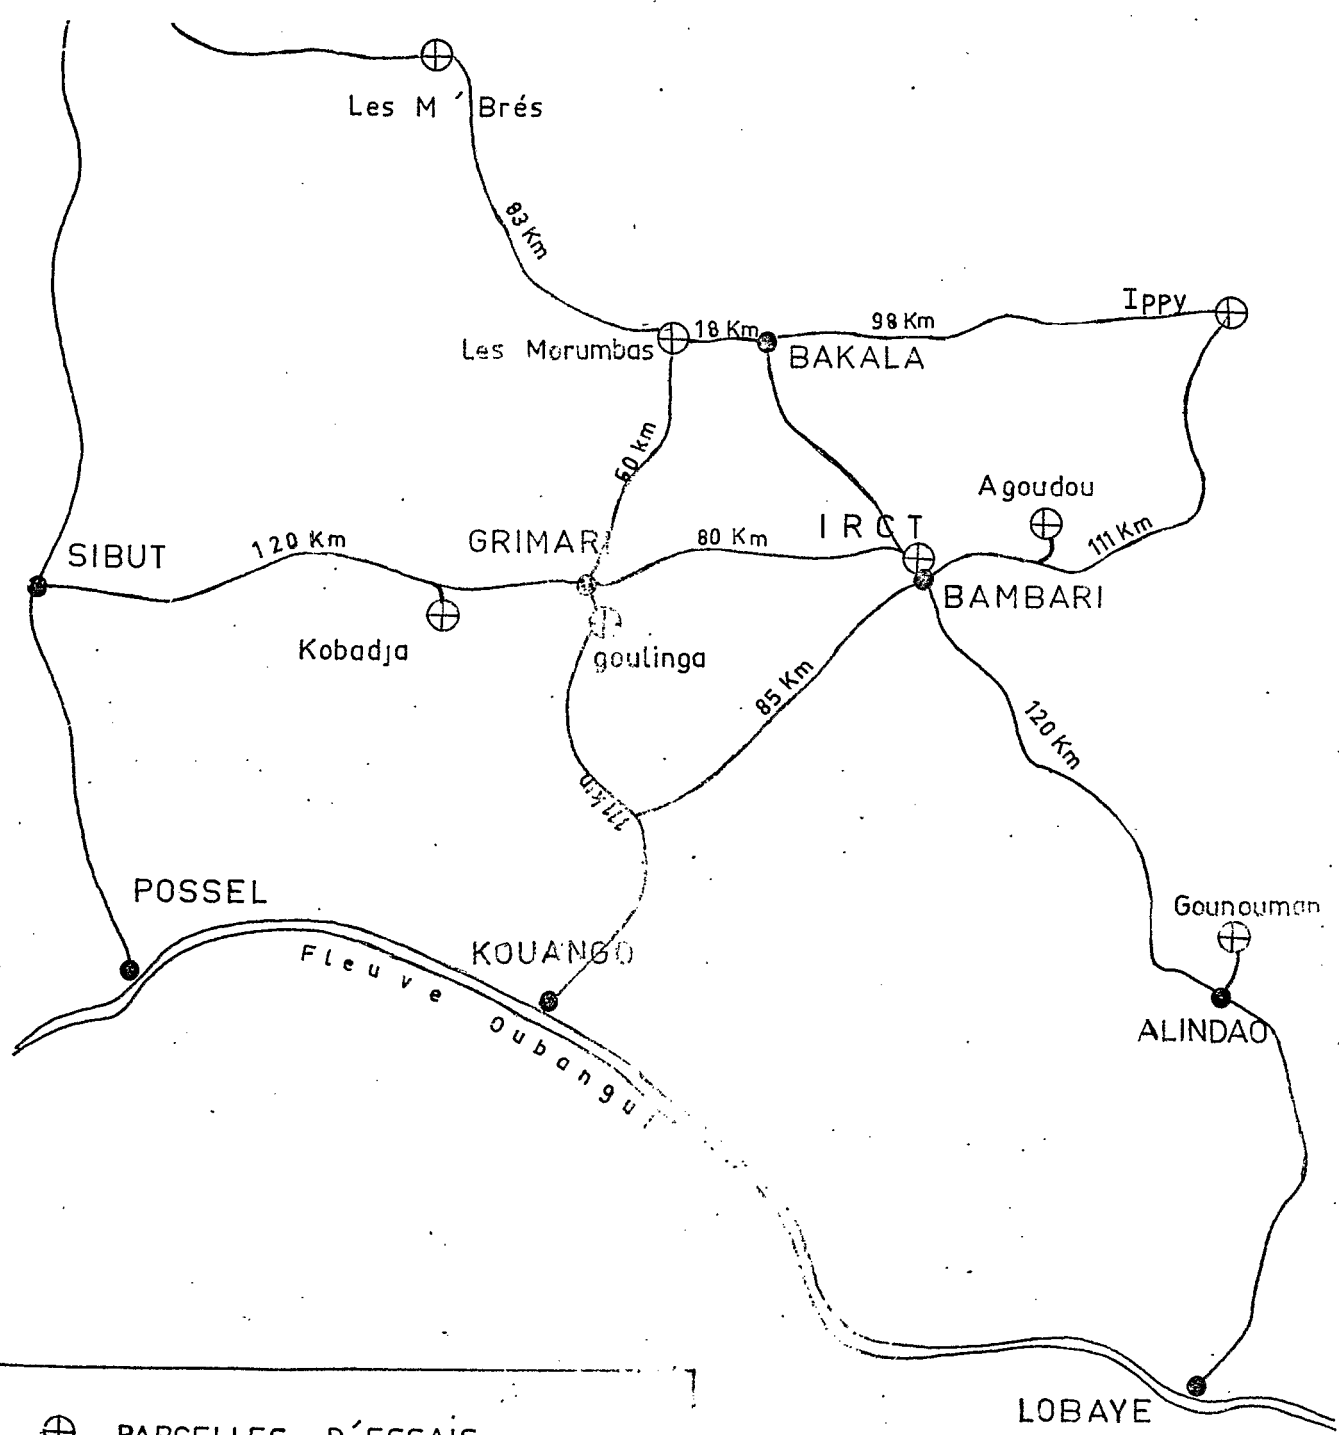 Les M ´ Brés
83 Km
Ippy
98 Km
18 Km
Les Morumbas
BAKALA
60 km
Agoudou
IRCT
111 Km
80 Km
GRIMARI
120 Km
SIBUT
BAMBARI
Kobadja
goulinga
85 Km
120 Km
111 km
POSSEL
Gounouman
KOUANGO
Fleuve Oubangui
ALINDAO
LOBAYE
PARCELLES D´ESSAIS